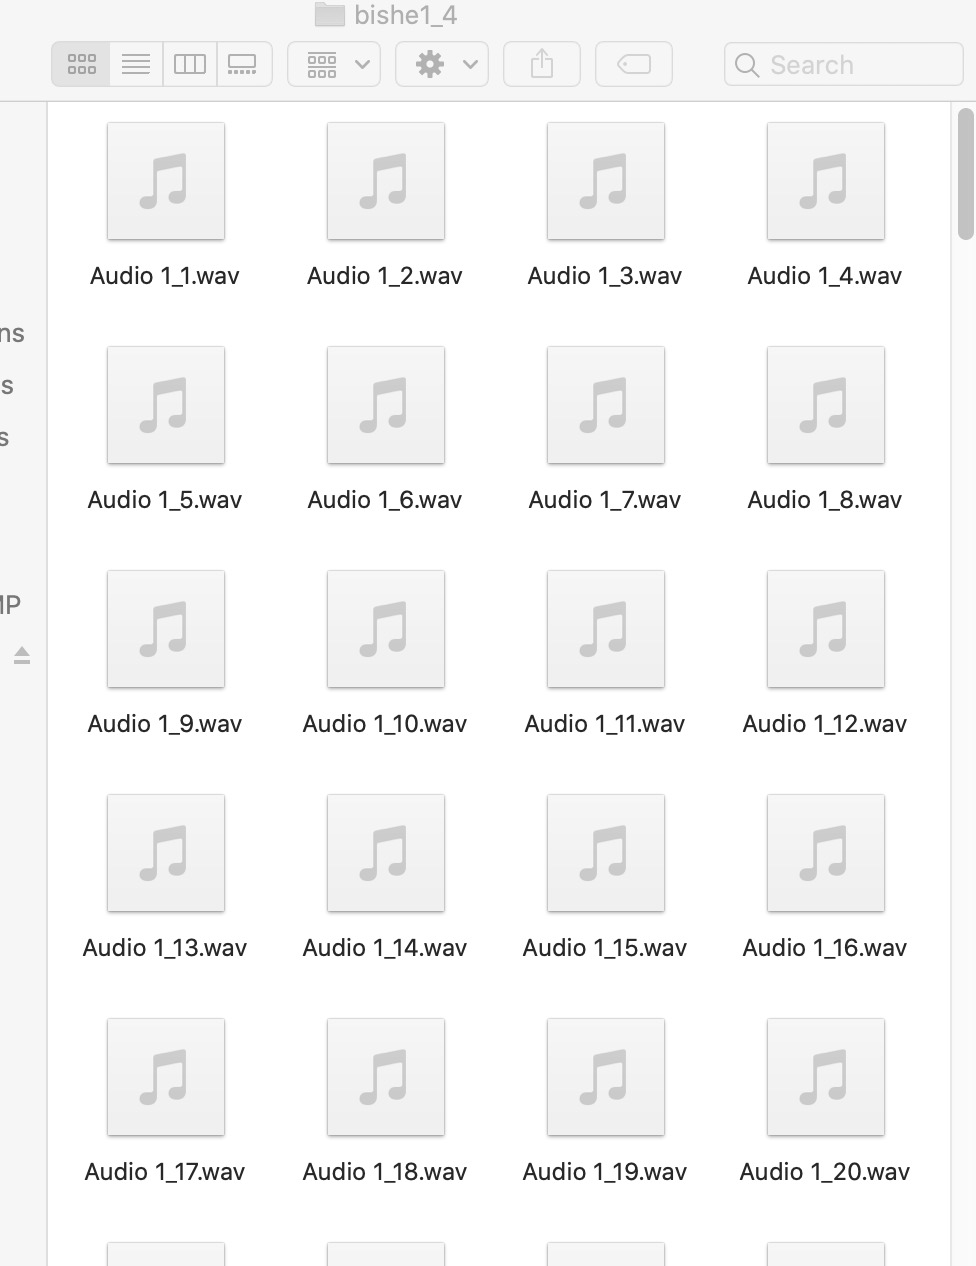 bishe1_4
Search
Audio 1_1.wav Audio 1_2.wav Audio 1_3.wav Audio 1_4.wav
ns
s
s
Audio 1_5.wav Audio 1_6.wav Audio 1_7.wav Audio 1_8.wav
MP
Audio 1_9.wav Audio 1_10.wav Audio 1_11.wav Audio 1_12.wav
Audio 1_13.wav Audio 1_14.wav Audio 1_15.wav Audio 1_16.wav
Audio 1_17.wav Audio 1_18.wav Audio 1_19.wav Audio 1_20.wav